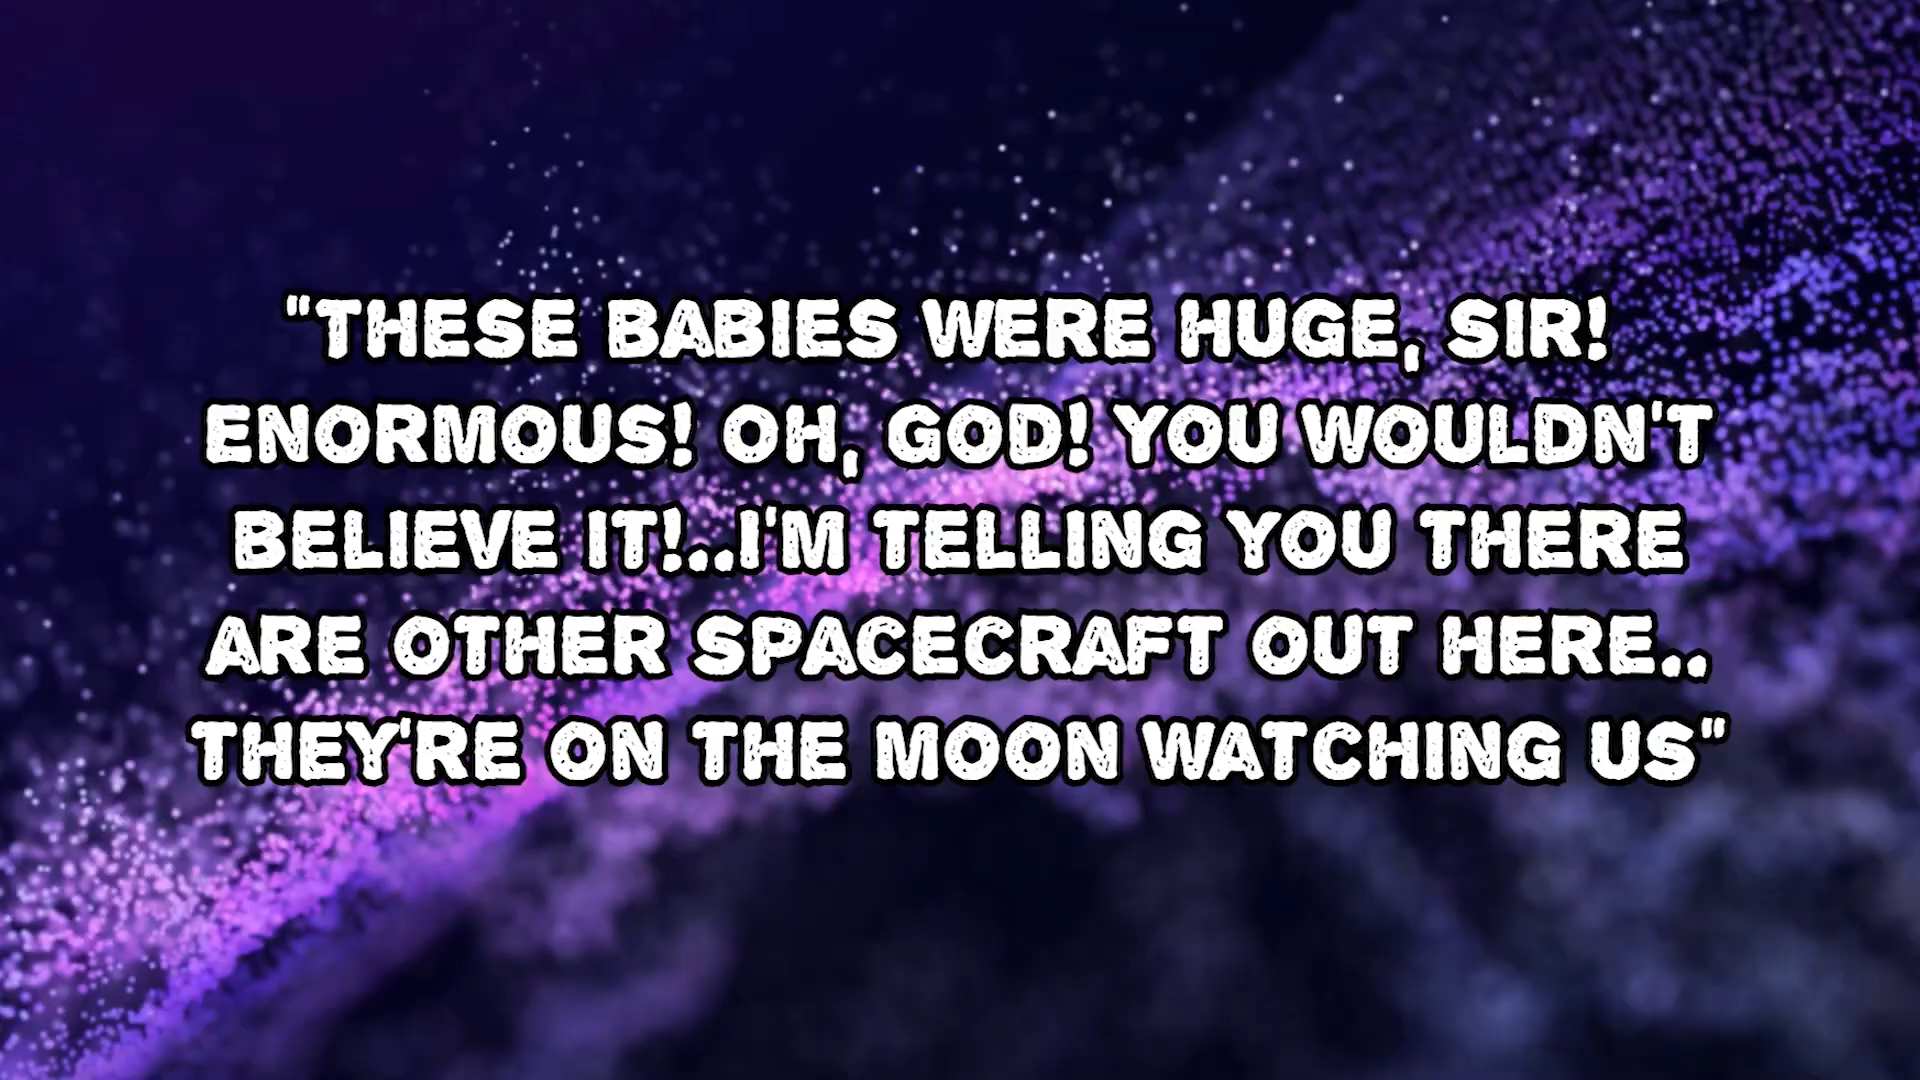 "THESE BABIES WERE HUGE, SIR!
ENORMOUS! OH, GOD! YOU WOULDN'T
BELIEVE IT!..I'M TELLING YOU THERE
ARE OTHER SPACECRAFT OUT HERE..
THEY'RE ON THE MOON WATCHING US"